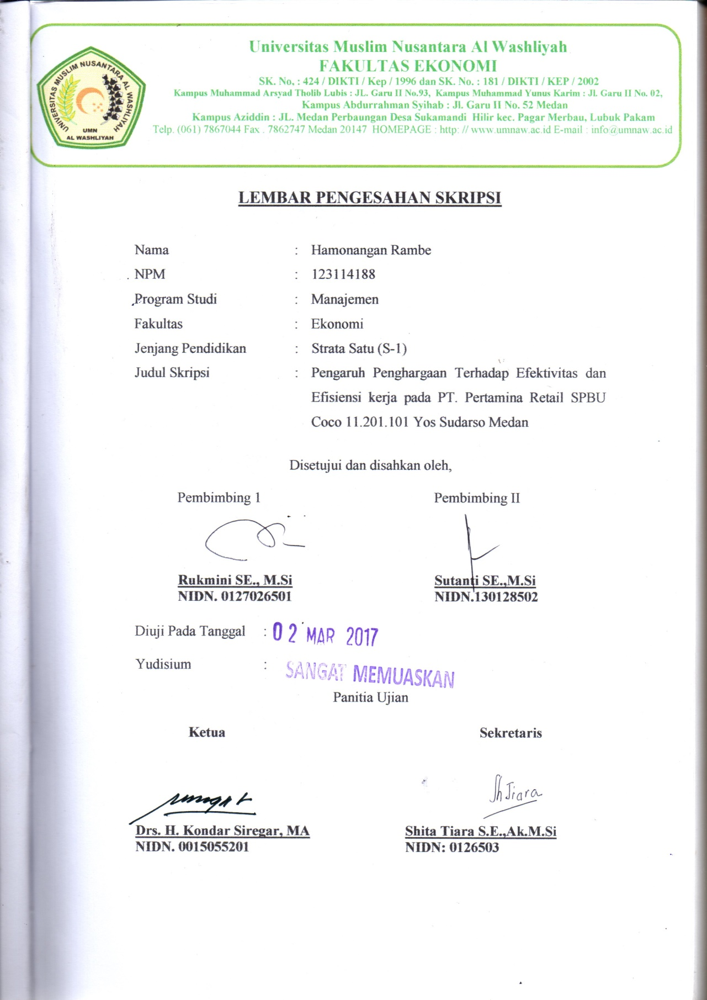 UNIVERSITAS MUSLIM NUSANTARA AL WASHLIYAH
UMN
AL WASHLIYAH
Universitas Muslim Nusantara Al Washliyah
FAKULTAS EKONOMI
SK. No. : 424 / DIKTI / Kep / 1996 dan SK. No. : 181 / DIKTI / KEP / 2002
Kampus Muhammad Arsyad Tholib Lubis : JL. Garu II No.93, Kampus Muhammad Yunus Karim : Jl. Garu II No. 02,
Kampus Abdurrahman Syihab : Jl. Garu II No. 52 Medan
Kampus Aziddin : JL. Medan Perbaungan Desa Sukamandi Hilir kec. Pagar Merbau, Lubuk Pakam
Telp. (061) 7867044 Fax . 7862747 Medan 20147 HOMEPAGE : http: // www.umnaw.ac.id E-mail : info@umnaw.ac.id
LEMBAR PENGESAHAN SKRIPSI
Nama : Hamonangan Rambe
NPM : 123114188
Program Studi : Manajemen
Fakultas : Ekonomi
Jenjang Pendidikan : Strata Satu (S-1)
Judul Skripsi : Pengaruh Penghargaan Terhadap Efektivitas dan
Efisiensi kerja pada PT. Pertamina Retail SPBU
Coco 11.201.101 Yos Sudarso Medan
Disetujui dan disahkan oleh,
Pembimbing 1 Pembimbing II
Rukmini SE., M.Si Sutanti SE.,M.Si
NIDN. 0127026501 NIDN.130128502
Diuji Pada Tanggal : 02 MAR 2017
Yudisium : SANGAT MEMUASKAN
Panitia Ujian
Ketua Sekretaris
Sh Tiara
Drs. H. Kondar Siregar, MA Shita Tiara S.E.,Ak.M.Si
NIDN. 0015055201 NIDN: 0126503